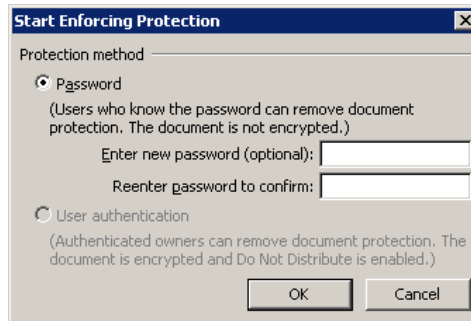 Start Enforcing Protection
Protection method
Password
(Users who know the password can remove document
protection. The document is not encrypted.)
Enter new password (optional):
Reenter password to confirm:
User authentication
(Authenticated owners can remove document protection. The
document is encrypted and Do Not Distribute is enabled.)
OK Cancel